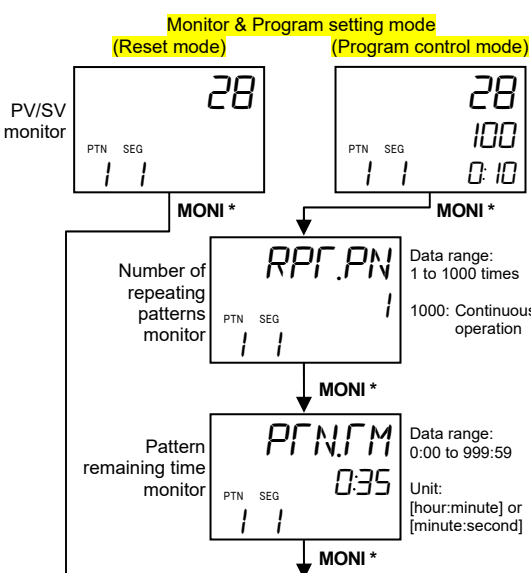 Monitor & Program setting mode
(Reset mode)
(Program control mode)
PV/SV
monitor
28
PTN SEG
1 1
28
100
PTN SEG
1 1 0:10
MONI *
MONI *
Number of
repeating
patterns
monitor
RPT.PN
1
PTN SEG
1 1
Data range:
1 to 1000 times
1000: Continuous
operation
MONI *
Pattern
remaining time
monitor
PTN.TM
0:35
PTN SEG
1 1
Data range:
0:00 to 999:59
Unit:
[hour:minute] or
[minute:second]
MONI *